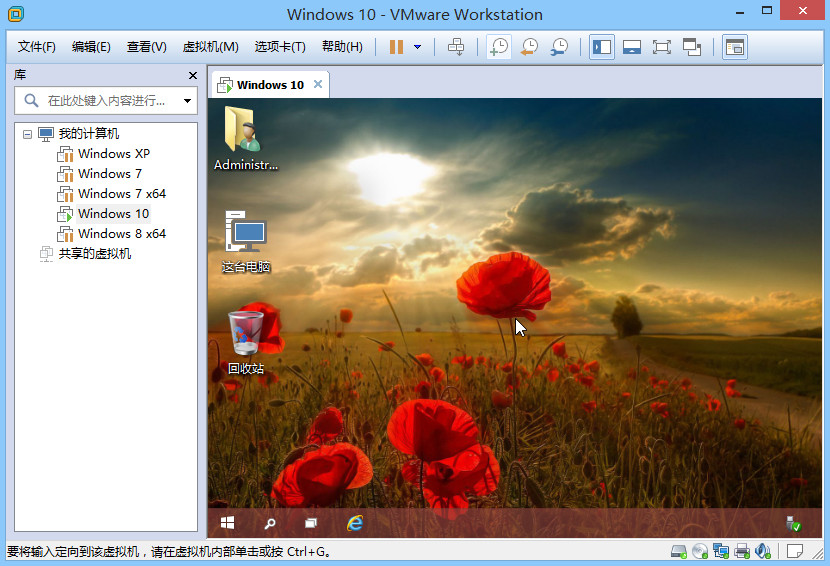 Windows 10 - VMware Workstation
文件(F) 编辑(E) 查看(V) 虚拟机(M) 选项卡(T) 帮助(H)
库
在此处键入内容进行...
我的计算机
Windows XP
Windows 7
Windows 7 x64
Windows 10
Windows 8 x64
共享的虚拟机
Windows 10
Administr...
这台电脑
回收站
要将输入定向到该虚拟机，请在虚拟机内部单击或按 Ctrl+G。